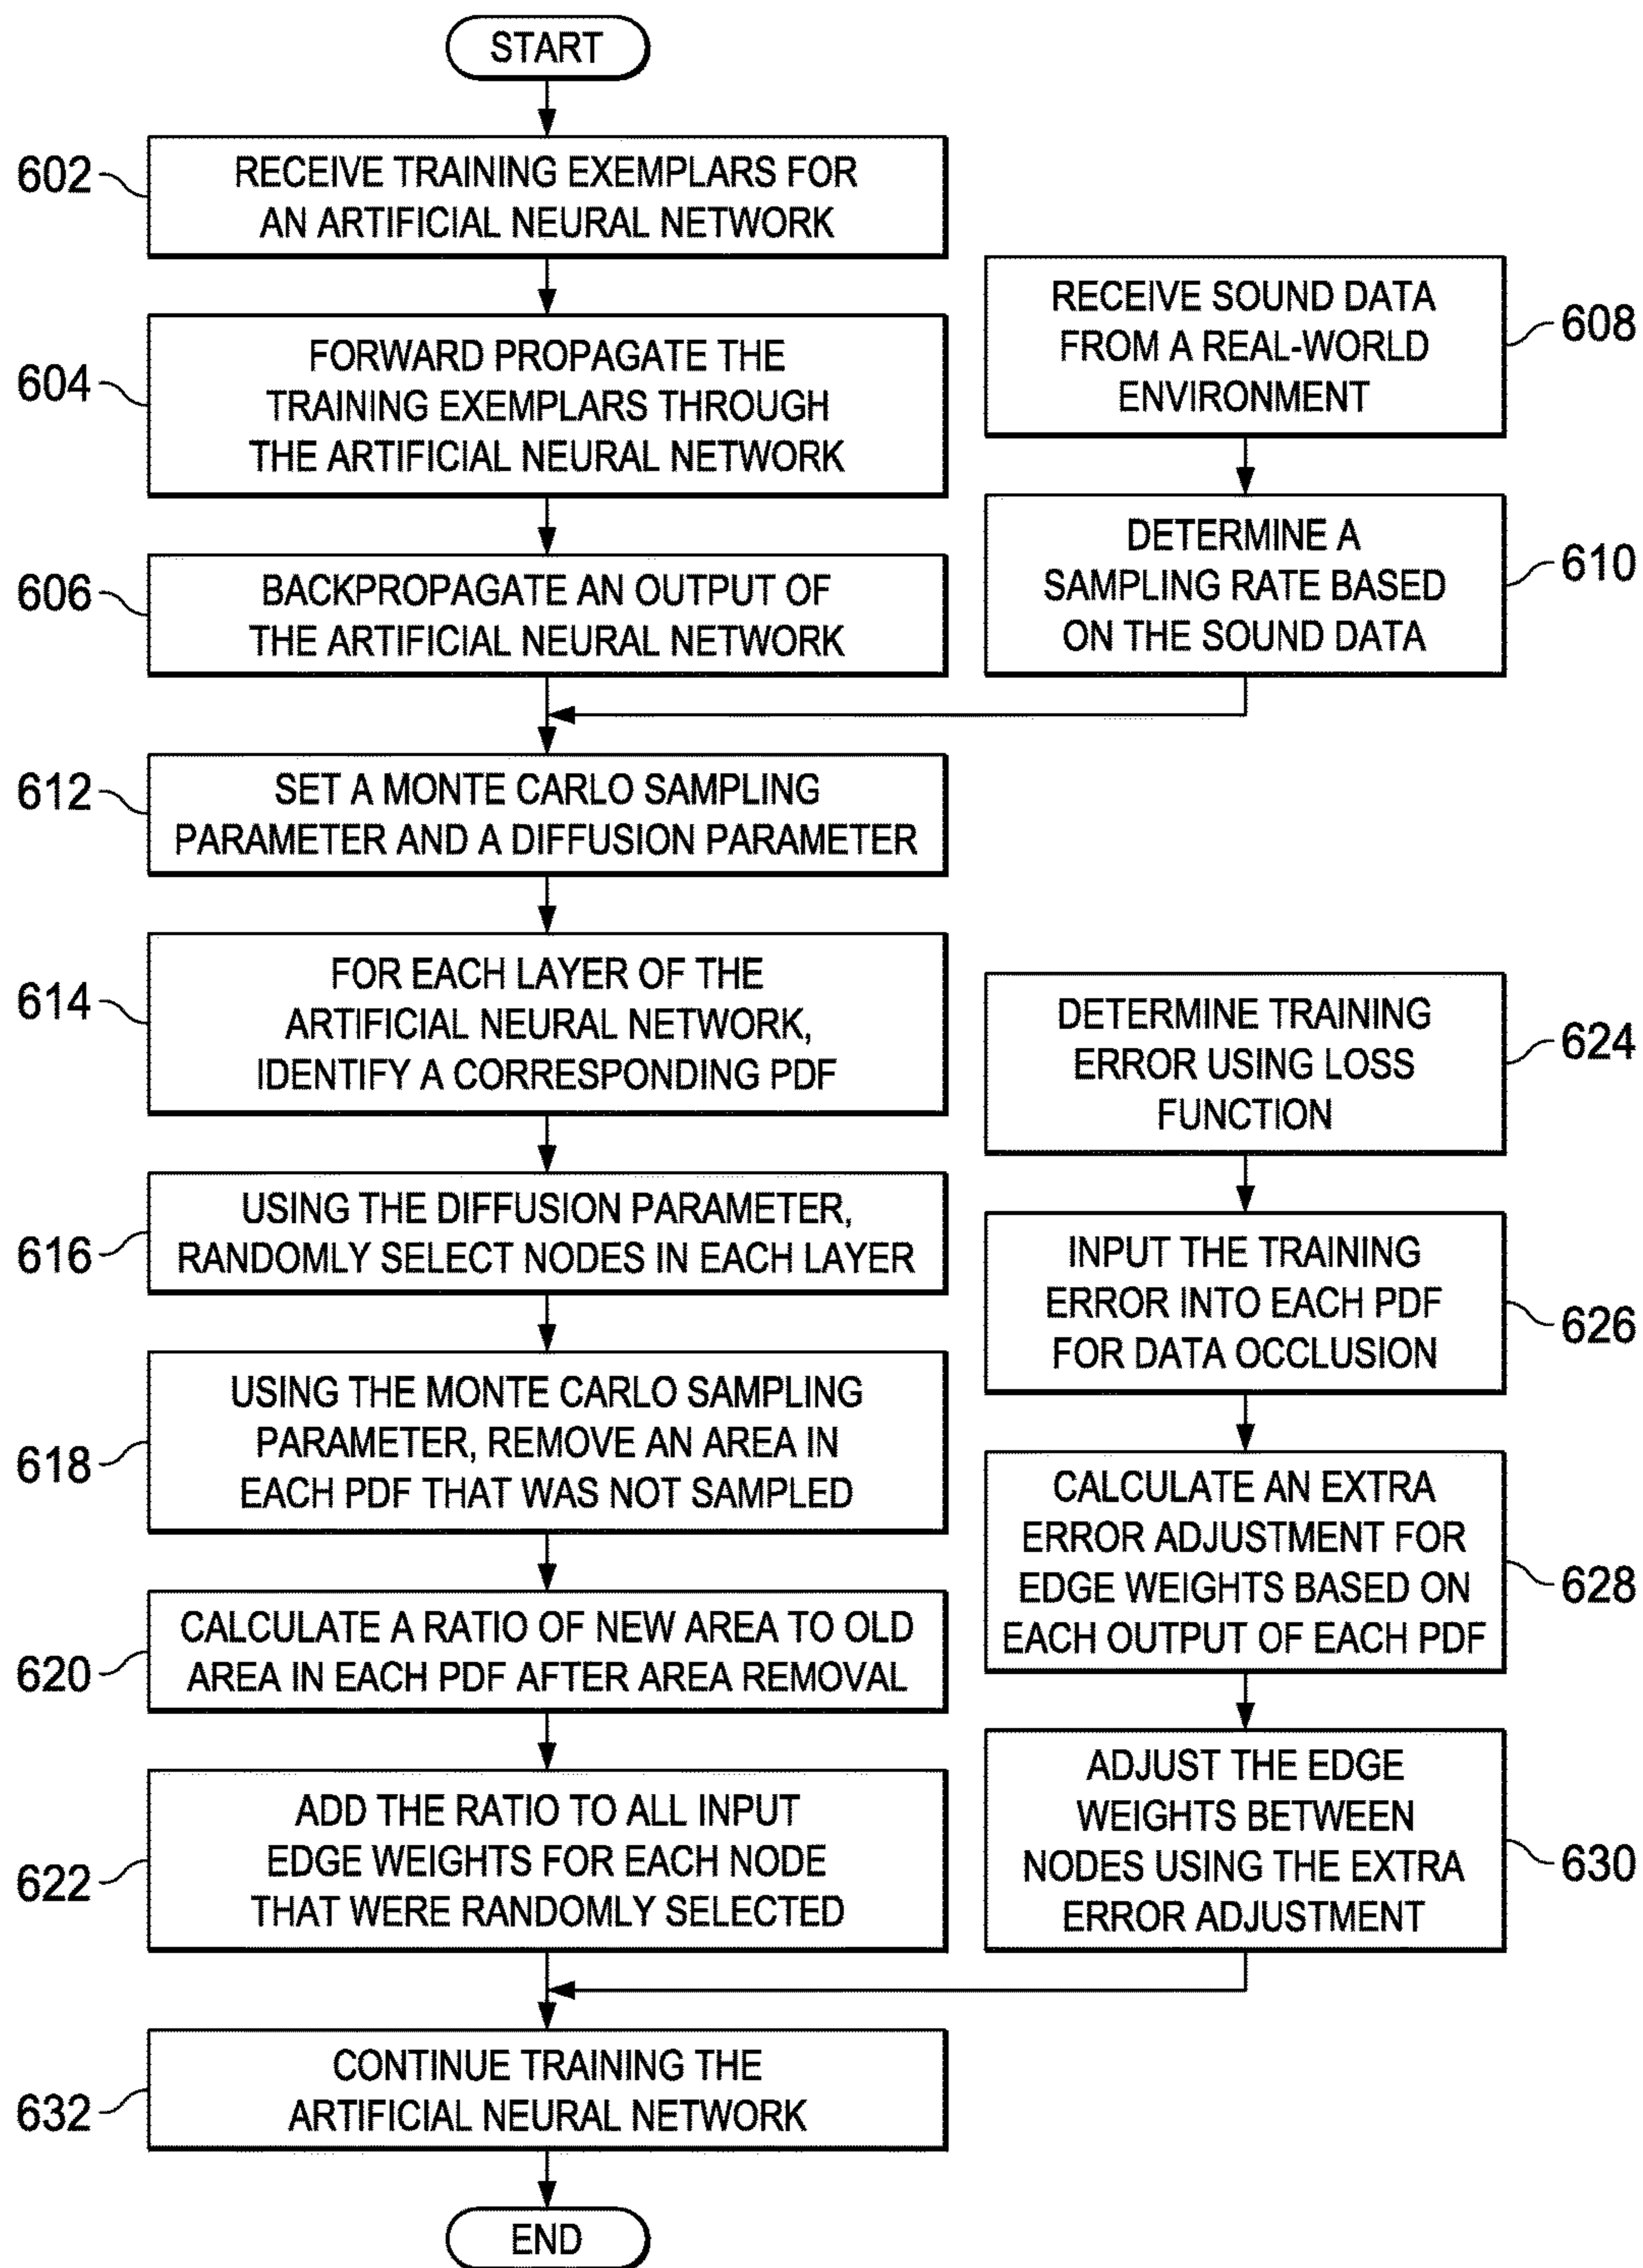 START
602
RECEIVE TRAINING EXEMPLARS FOR
AN ARTIFICIAL NEURAL NETWORK
604
FORWARD PROPAGATE THE
TRAINING EXEMPLARS THROUGH
THE ARTIFICIAL NEURAL NETWORK
606
BACKPROPAGATE AN OUTPUT OF
THE ARTIFICIAL NEURAL NETWORK
RECEIVE SOUND DATA
FROM A REAL-WORLD
ENVIRONMENT
608
DETERMINE A
SAMPLING RATE BASED
ON THE SOUND DATA
610
612
SET A MONTE CARLO SAMPLING
PARAMETER AND A DIFFUSION PARAMETER
614
FOR EACH LAYER OF THE
ARTIFICIAL NEURAL NETWORK,
IDENTIFY A CORRESPONDING PDF
616
USING THE DIFFUSION PARAMETER,
RANDOMLY SELECT NODES IN EACH LAYER
618
USING THE MONTE CARLO SAMPLING
PARAMETER, REMOVE AN AREA IN
EACH PDF THAT WAS NOT SAMPLED
620
CALCULATE A RATIO OF NEW AREA TO OLD
AREA IN EACH PDF AFTER AREA REMOVAL
622
ADD THE RATIO TO ALL INPUT
EDGE WEIGHTS FOR EACH NODE
THAT WERE RANDOMLY SELECTED
DETERMINE TRAINING
ERROR USING LOSS
FUNCTION
624
INPUT THE TRAINING
ERROR INTO EACH PDF
FOR DATA OCCLUSION
626
CALCULATE AN EXTRA
ERROR ADJUSTMENT FOR
EDGE WEIGHTS BASED ON
EACH OUTPUT OF EACH PDF
628
ADJUST THE EDGE
WEIGHTS BETWEEN
NODES USING THE EXTRA
ERROR ADJUSTMENT
630
632
CONTINUE TRAINING THE
ARTIFICIAL NEURAL NETWORK
END